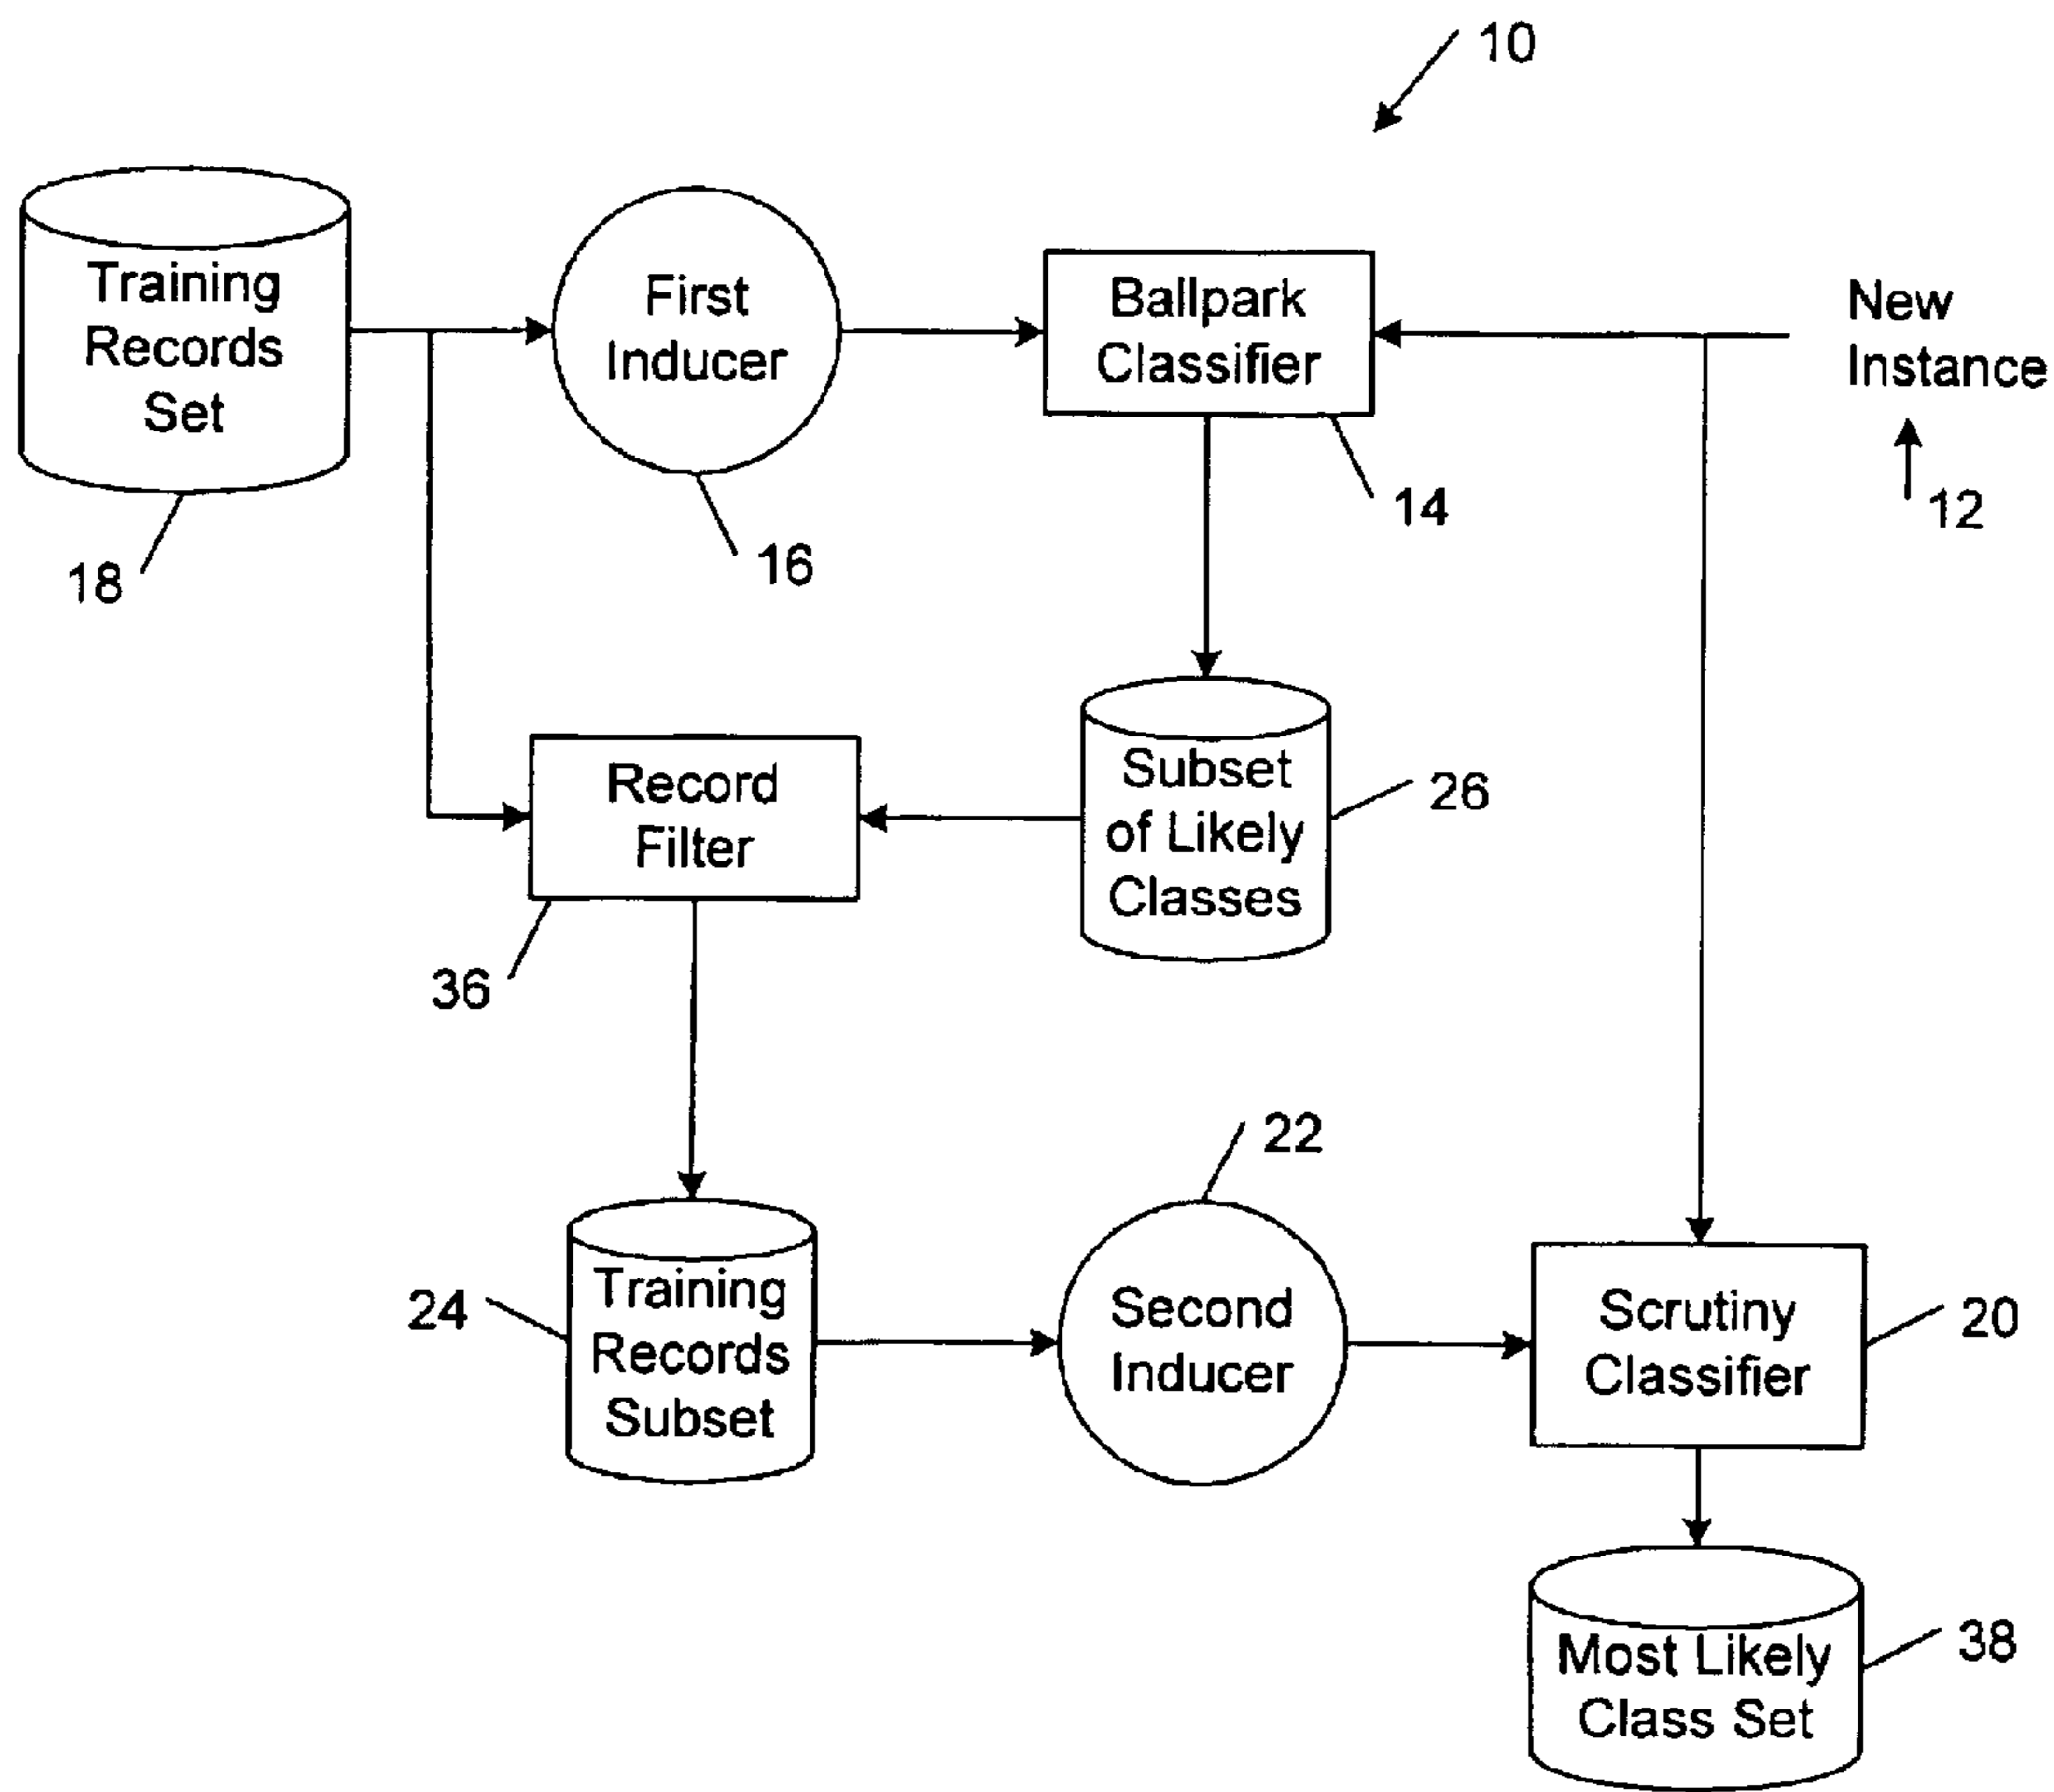 10
Training
Records
Set
18
First
Inducer
16
Ballpark
Classifier
14
New
Instance
12
Record
Filter
36
Subset
of Likely
Classes
26
22
24
Training
Records
Subset
Second
Inducer
Scrutiny
Classifier
20
Most Likely
Class Set
38